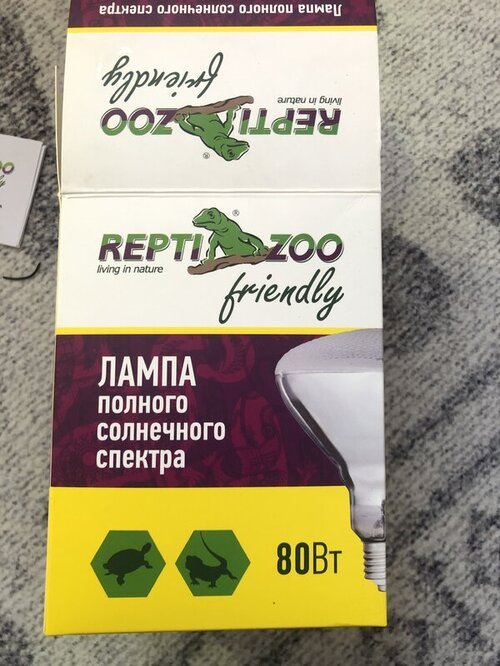 Лампа полного солнечного спектра
friendly
REPTI ZOO
living in nature
®
ZOO
®
REPTI ZOO
living in nature
friendly
ЛАМПА
ПОЛНОГО
СОЛНЕЧНОГО
СПЕКТРА
80Вт